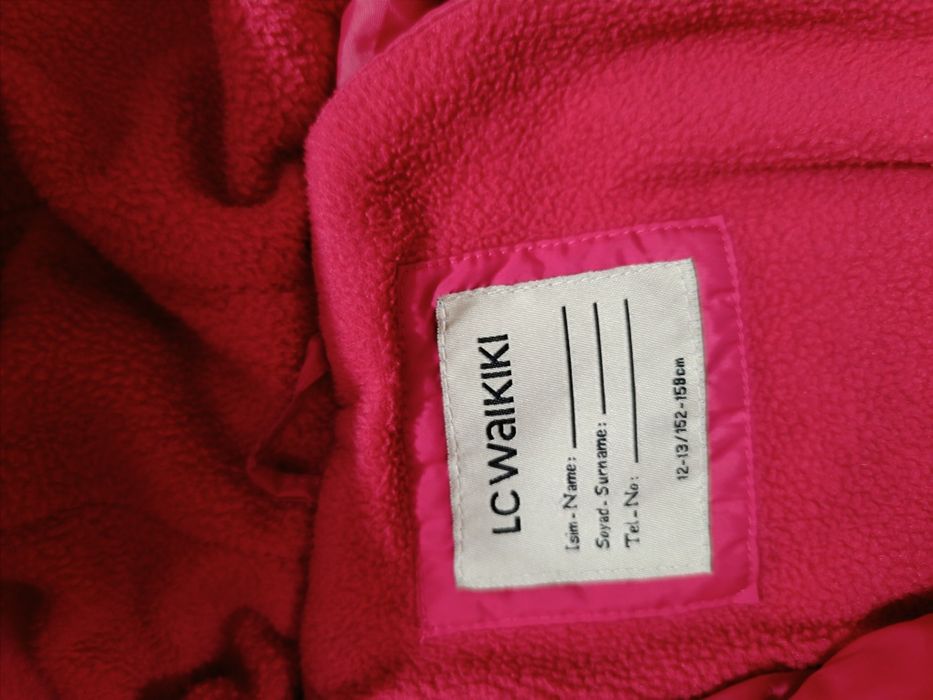 LC WAIKIKI
Isim-Name:
Soyad-Surname:
Tel-No:
12-13/152-158cm